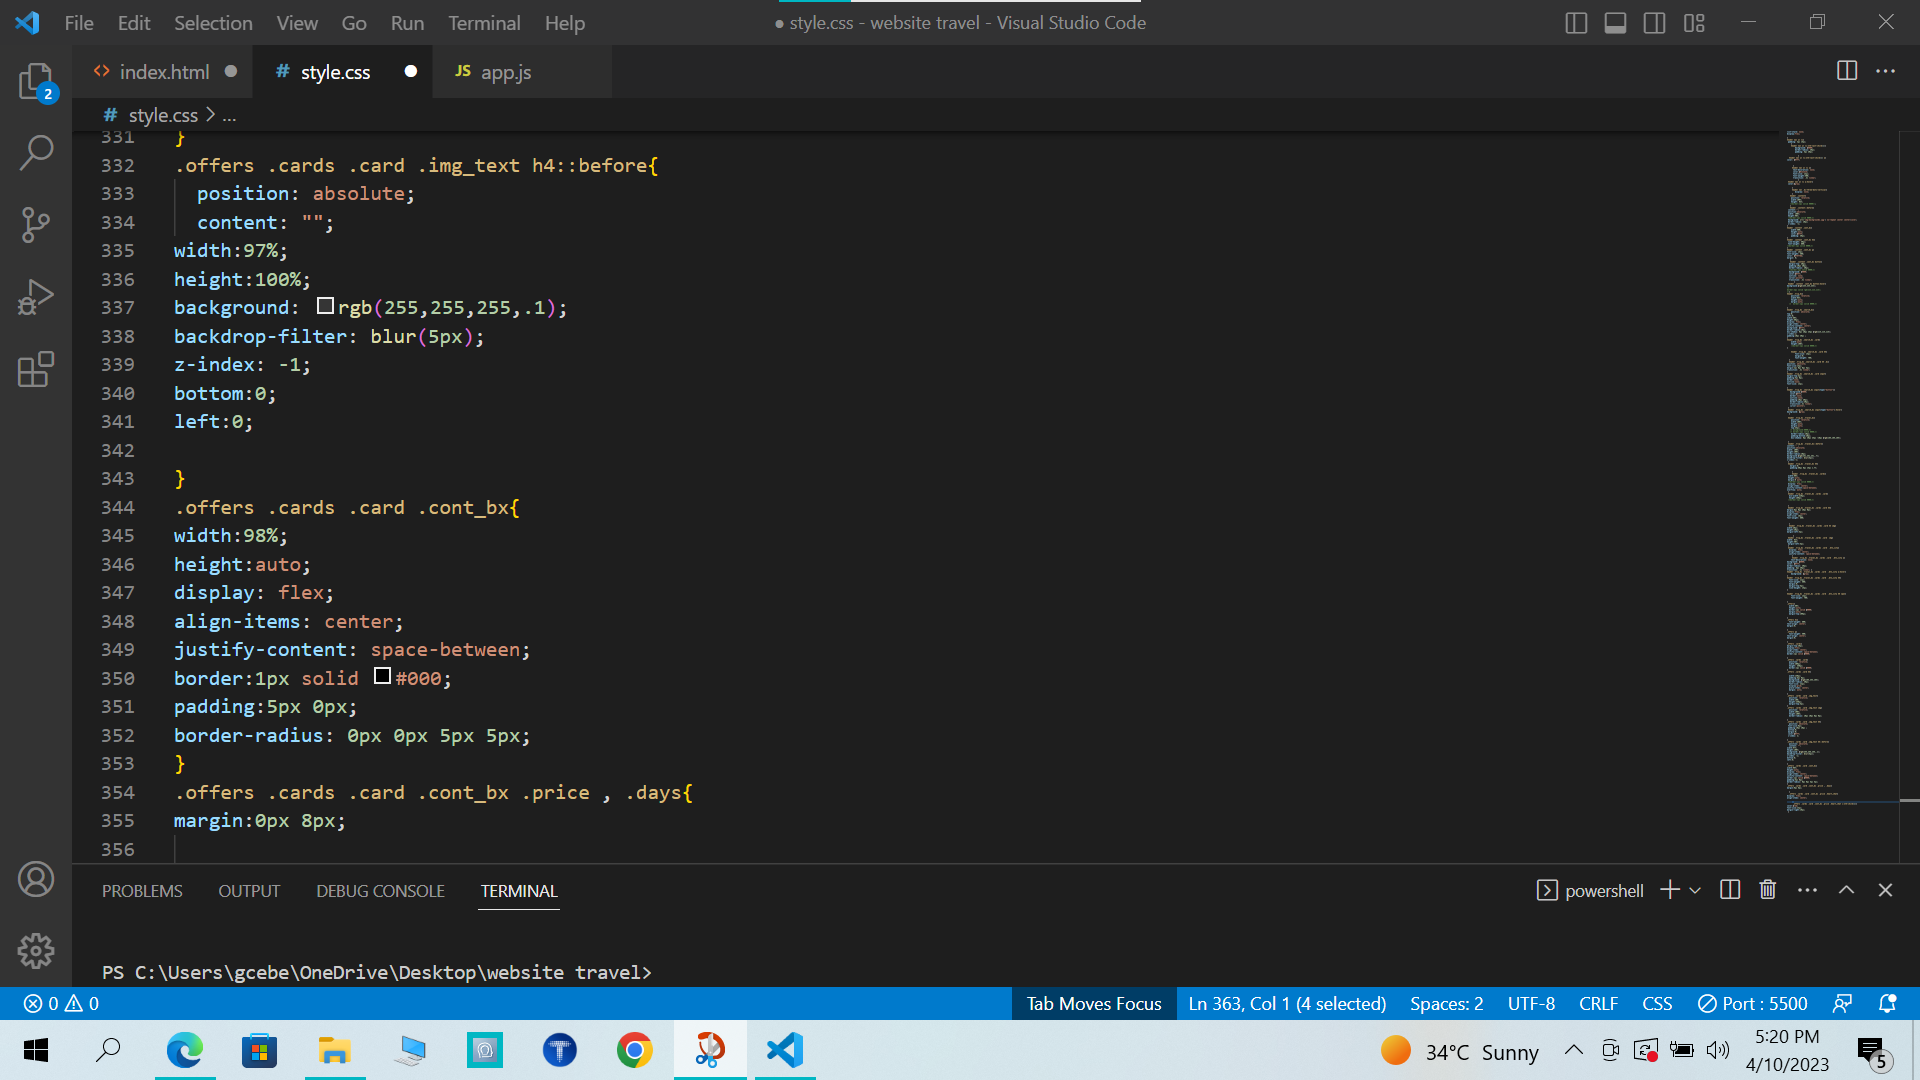 File Edit Selection View Go Run Terminal Help
● style.css - website travel - Visual Studio Code
<> index.html ●
# style.css ●
JS app.js
2
# style.css > ...
331 }
332 .offers .cards .card .img_text h4::before{
333   position: absolute;
334   content: "";
335 width:97%;
336 height:100%;
337 background: rgb(255,255,255,.1);
338 backdrop-filter: blur(5px);
339 z-index: -1;
340 bottom:0;
341 left:0;
342
343 }
344 .offers .cards .card .cont_bx{
345 width:98%;
346 height:auto;
347 display: flex;
348 align-items: center;
349 justify-content: space-between;
350 border:1px solid #000;
351 padding:5px 0px;
352 border-radius: 0px 0px 5px 5px;
353 }
354 .offers .cards .card .cont_bx .price , .days{
355 margin:0px 8px;
356
PROBLEMS OUTPUT DEBUG CONSOLE TERMINAL
powershell
PS C:\Users\gcebe\OneDrive\Desktop\website travel>
0 0
Tab Moves Focus Ln 363, Col 1 (4 selected) Spaces: 2 UTF-8 CRLF CSS Port : 5500
34°C Sunny
5:20 PM
4/10/2023
5